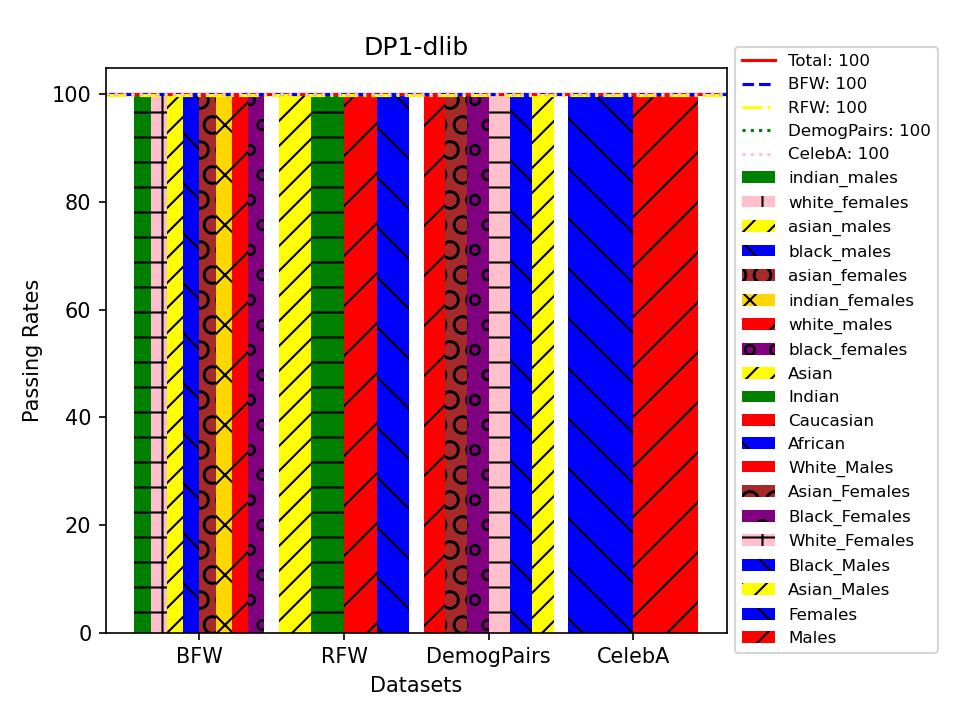 DP1-dlib
Passing Rates
100
80
60
40
20
0
BFW
RFW
DemogPairs
CelebA
Datasets
Total: 100
BFW: 100
RFW: 100
DemogPairs: 100
CelebA: 100
indian_males
white_females
asian_males
black_males
asian_females
indian_females
white_males
black_females
Asian
Indian
Caucasian
African
White_Males
Asian_Females
Black_Females
White_Females
Black_Males
Asian_Males
Females
Males